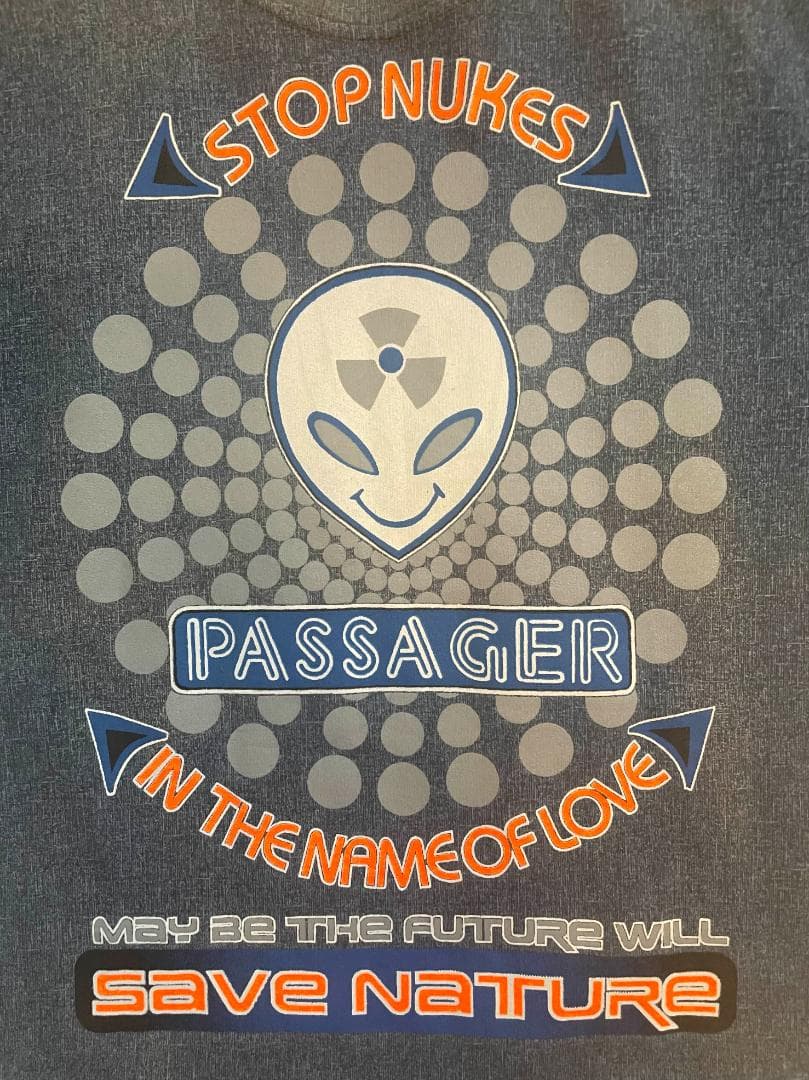 STOP NUKES
PASSAGER
IN THE NAME OF LOVE
MAY BE THE FUTURE WILL
SAVE NATURE